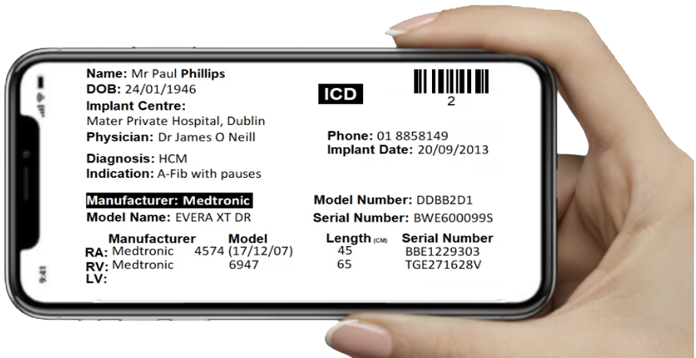 Name: Mr Paul Phillips
DOB: 24/01/1946
ICD
2
Implant Centre:
Mater Private Hospital, Dublin
Physician: Dr James O Neill
Phone: 01 8858149
Implant Date: 20/09/2013
Diagnosis: HCM
Indication: A-Fib with pauses
Manufacturer: Medtronic
Model Number: DDBB2D1
Model Name: EVERA XT DR
Serial Number: BWE600099S
Manufacturer Model Length (CM) Serial Number
RA: Medtronic 4574 (17/12/07) 45 BBE1229303
RV: Medtronic 6947 65 TGE271628V
LV:
9:41